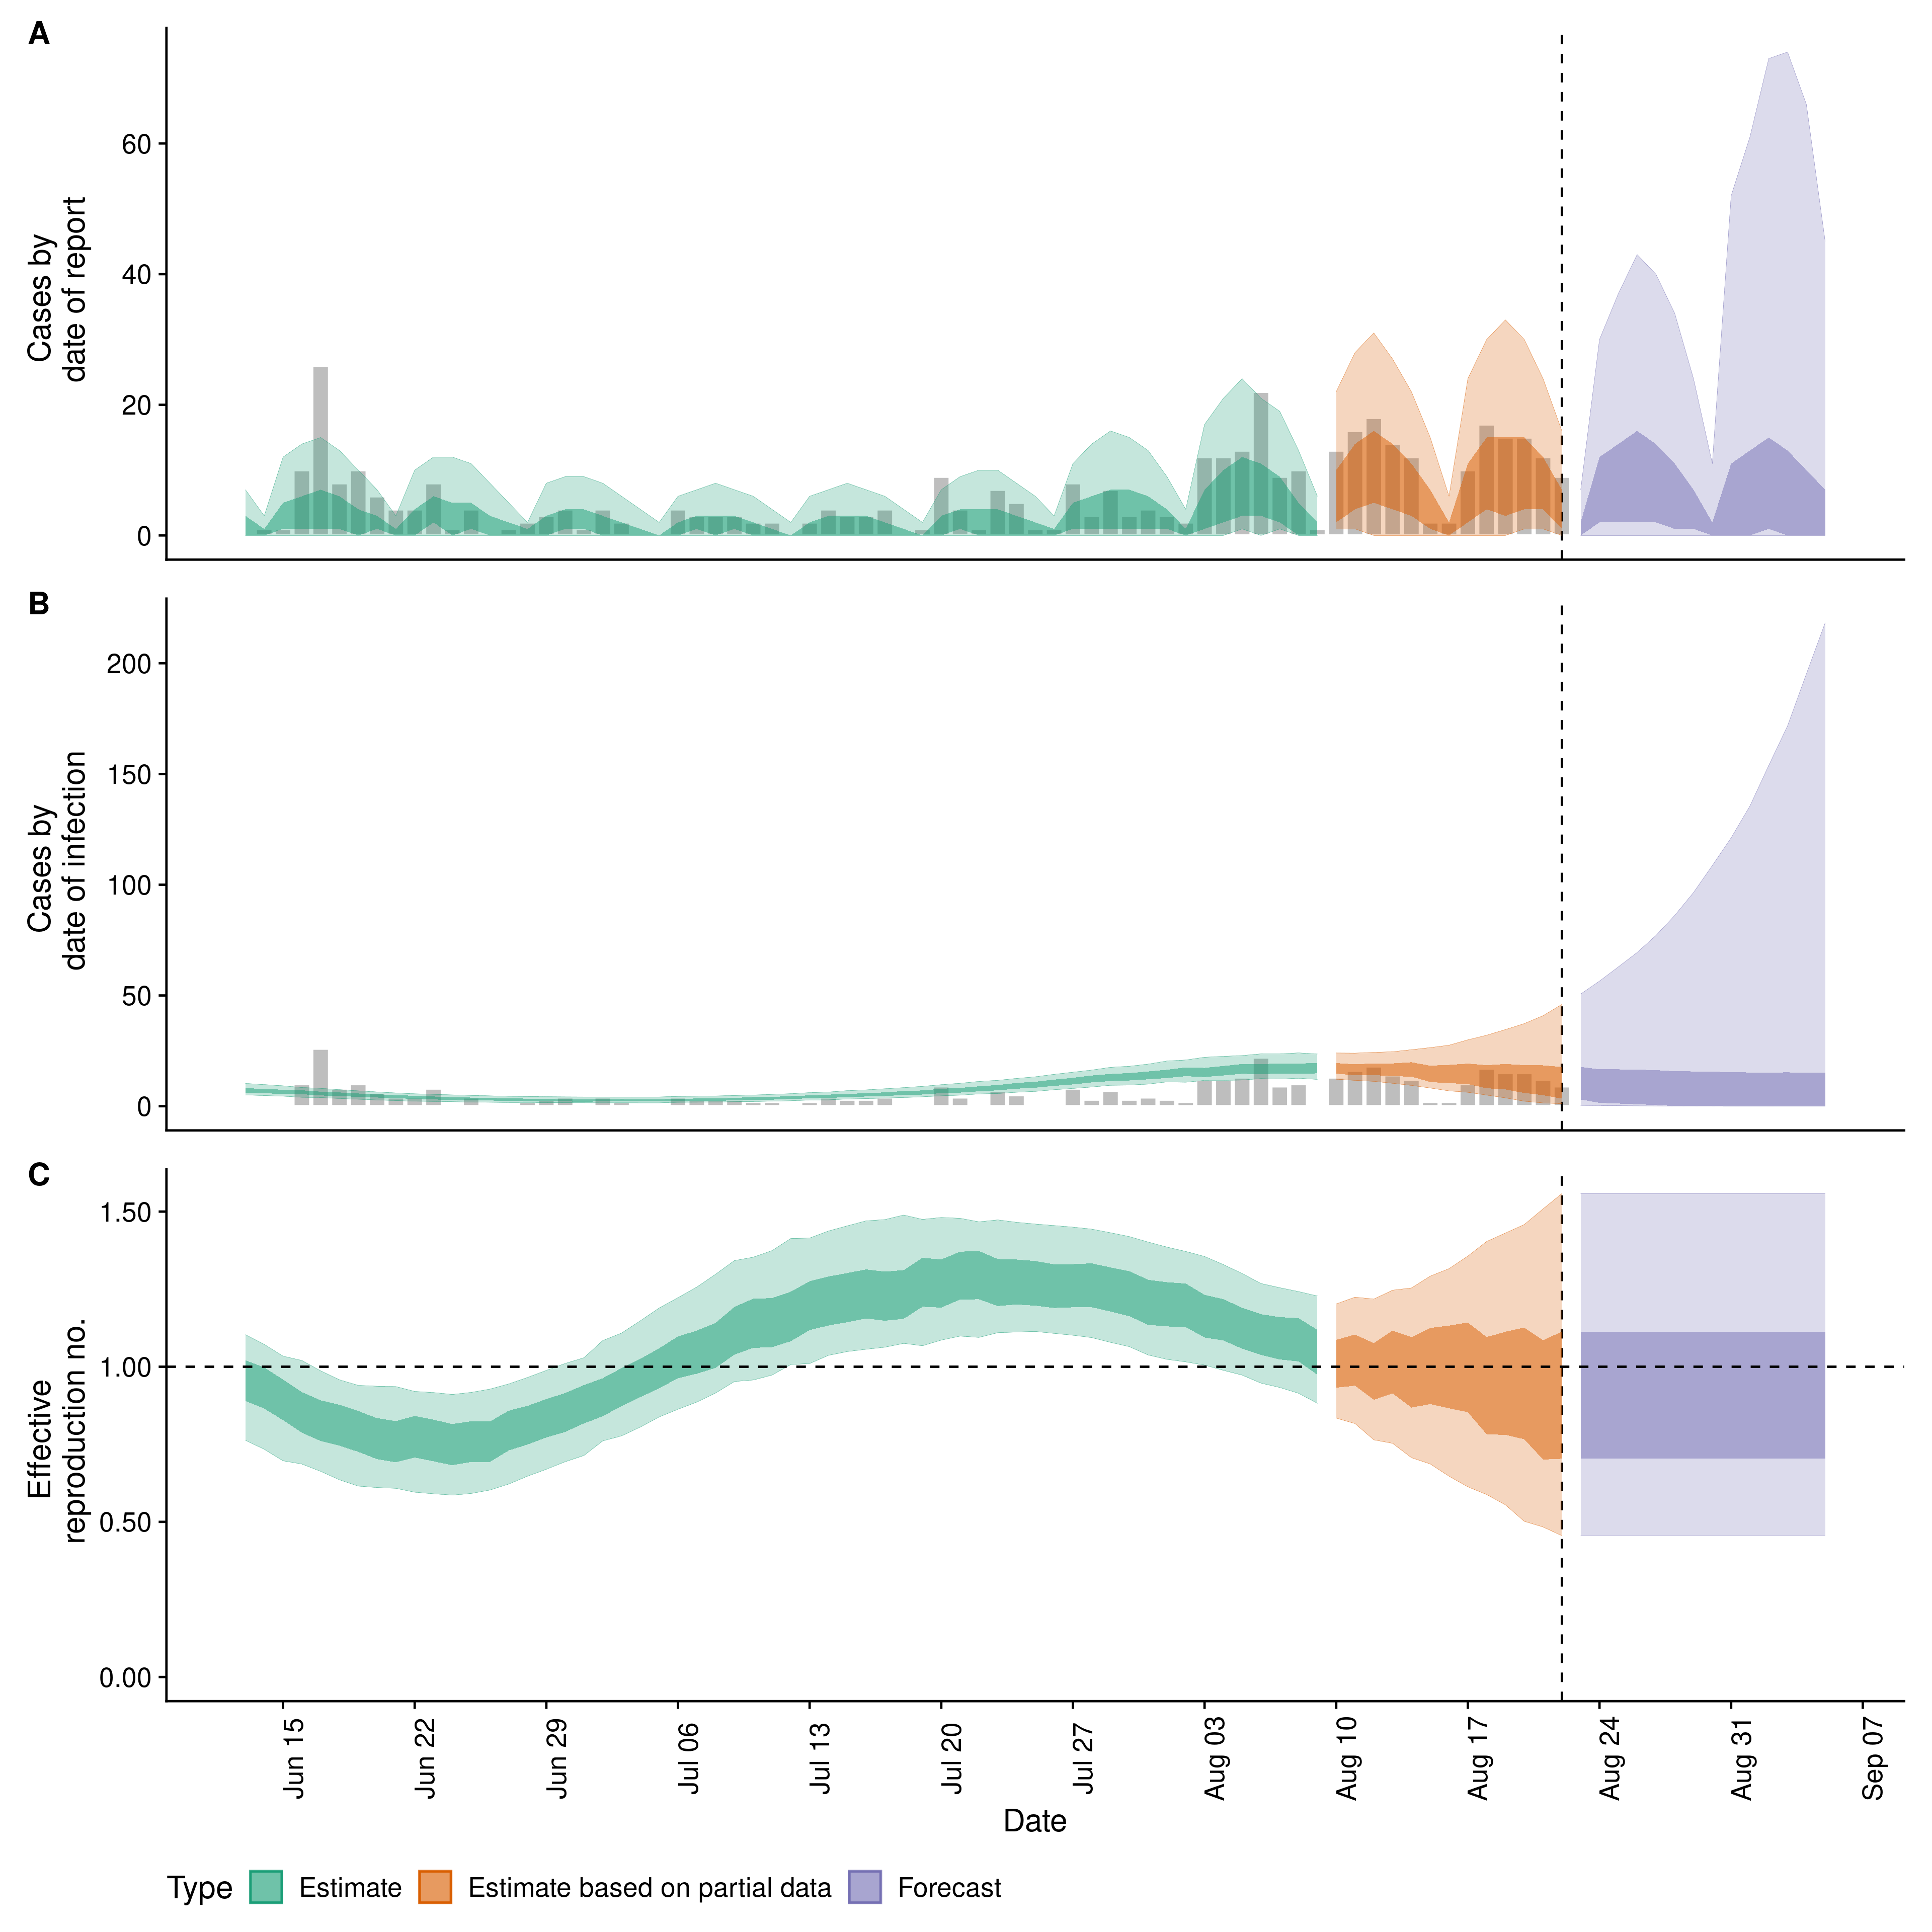 A
Cases by
date of report
60
40
20
0
B
Cases by
date of infection
200
150
100
50
0
C
Effective
reproduction no.
1.50
1.00
0.50
0.00
Jun 15
Jun 22
Jun 29
Jul 06
Jul 13
Jul 20
Jul 27
Aug 03
Aug 10
Aug 17
Aug 24
Aug 31
Sep 07
Date
Type
Estimate
Estimate based on partial data
Forecast